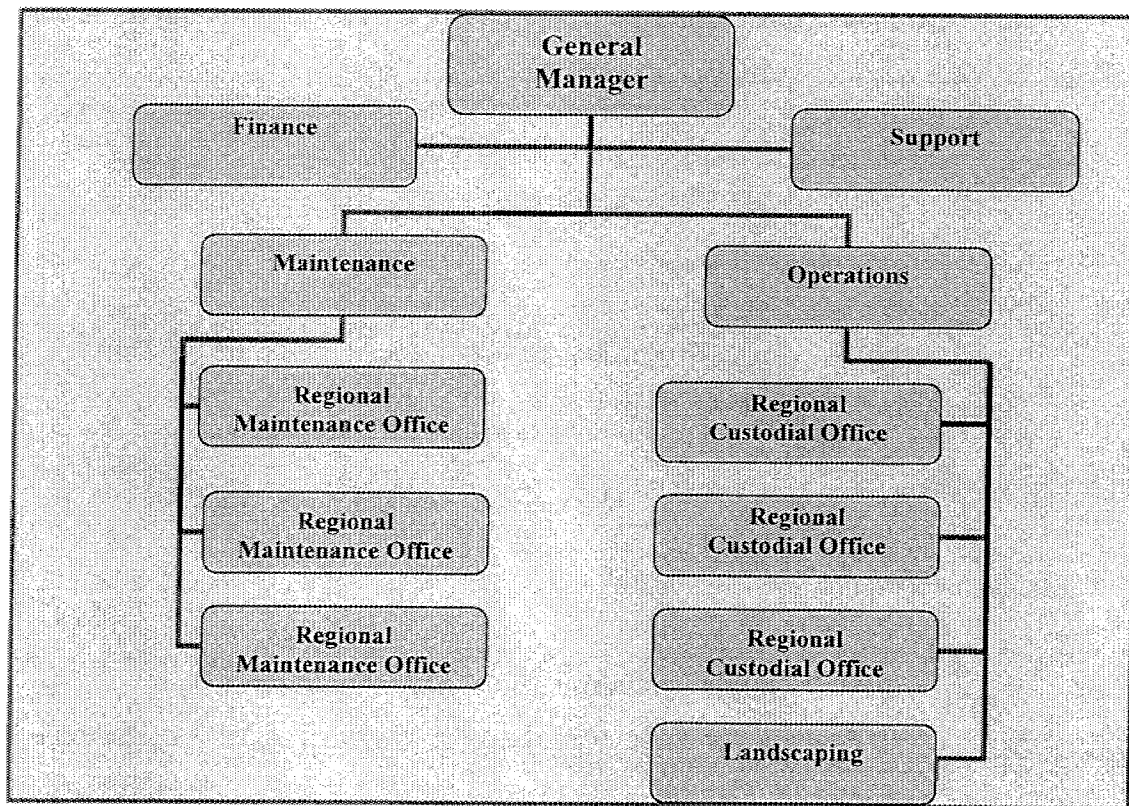 General
Manager
Finance
Support
Maintenance
Operations
Regional
Maintenance Office
Regional
Custodial Office
Regional
Maintenance Office
Regional
Custodial Office
Regional
Maintenance Office
Regional
Custodial Office
Landscaping